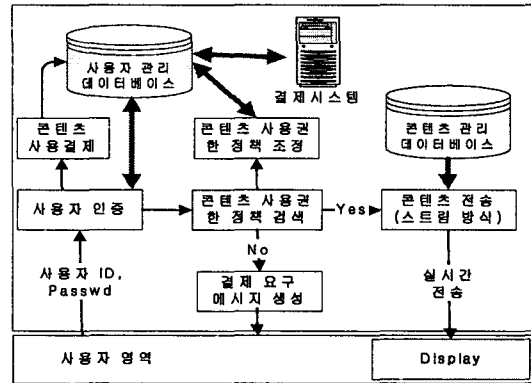 사용자 관리
데이터베이스
결제시스템
콘텐츠
사용결제
콘텐츠 사용권
한 정책 조정
콘텐츠 관리
데이터베이스
사용자 인증
콘텐츠 사용권
한 정책 검색
Yes
콘텐츠 전송
(스트림 방식)
No
사용자 ID,
Passwd
결제 요구
메시지 생성
실시간
전송
사용자 영역
Display